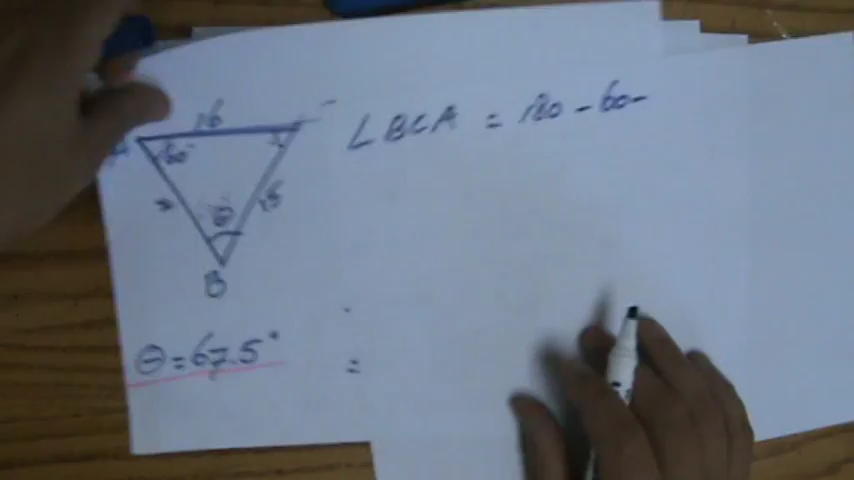 16
∠BCA = 180 - 60 -
60°
15
B
θ = 67.5°
=